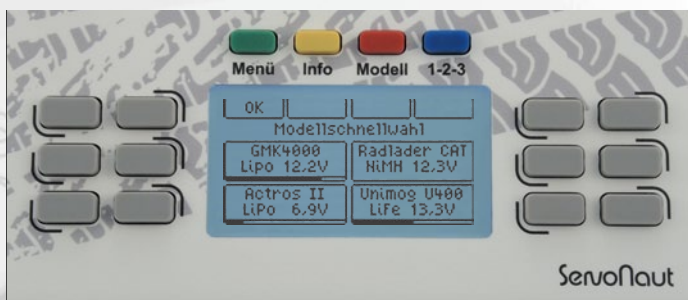 Menü Info Modell 1-2-3
OK
Modellschnellwahl
GMK4000 Radlader CAT
Lipo 12,2V NiMH 12,3V
Actros II Unimog U400
LiPo 6,9V Life 13,3V
ServoNaut